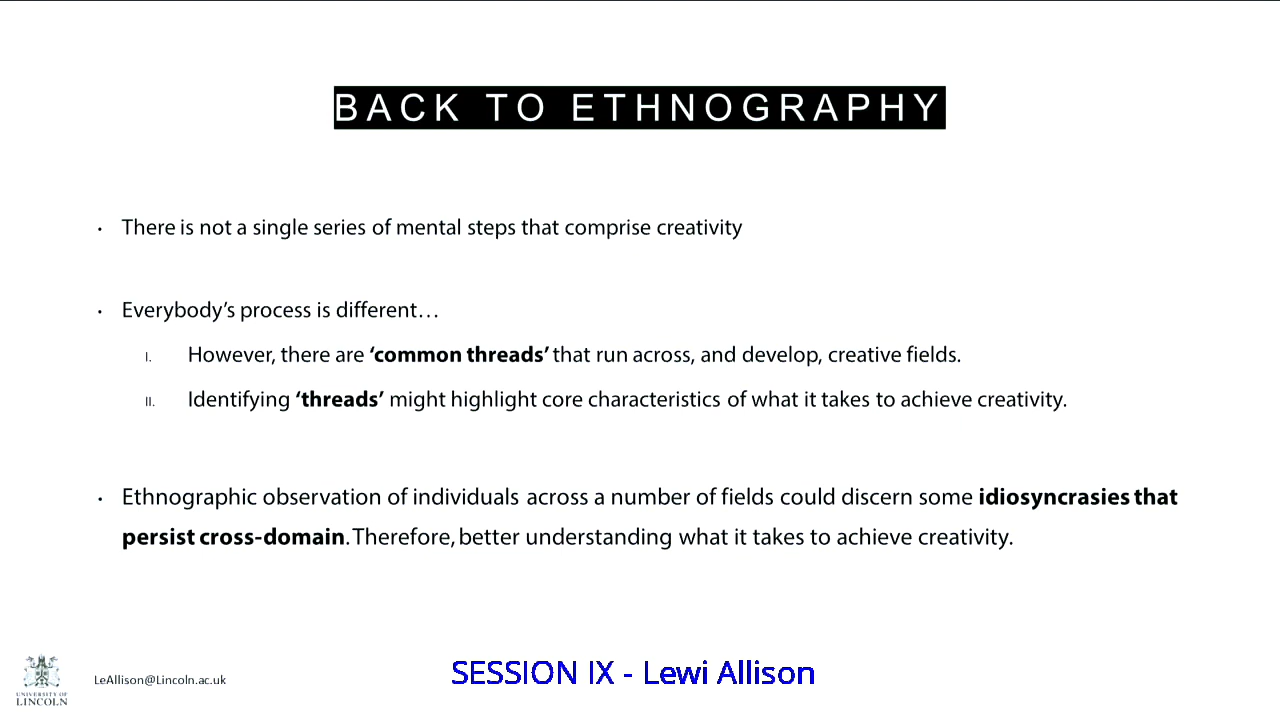 BACK TO ETHNOGRAPHY
• There is not a single series of mental steps that comprise creativity
• Everybody’s process is different…
I. However, there are ‘common threads’ that run across, and develop, creative fields.
II. Identifying ‘threads’ might highlight core characteristics of what it takes to achieve creativity.
• Ethnographic observation of individuals across a number of fields could discern some idiosyncrasies that
persist cross-domain. Therefore, better understanding what it takes to achieve creativity.
UNIVERSITY OF
LINCOLN
LeAllison@Lincoln.ac.uk
SESSION IX - Lewi Allison